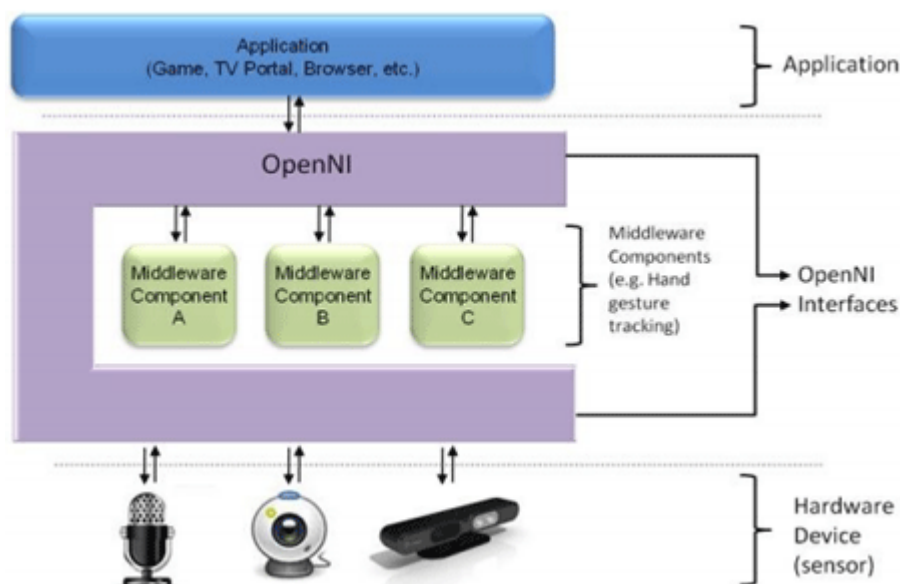 Application
(Game, TV Portal, Browser, etc.)
Application
OpenNI
Middleware
Component
A
Middleware
Component
B
Middleware
Component
C
Middleware
Components
(e.g. Hand
gesture
tracking)
OpenNI
Interfaces
Hardware
Device
(sensor)